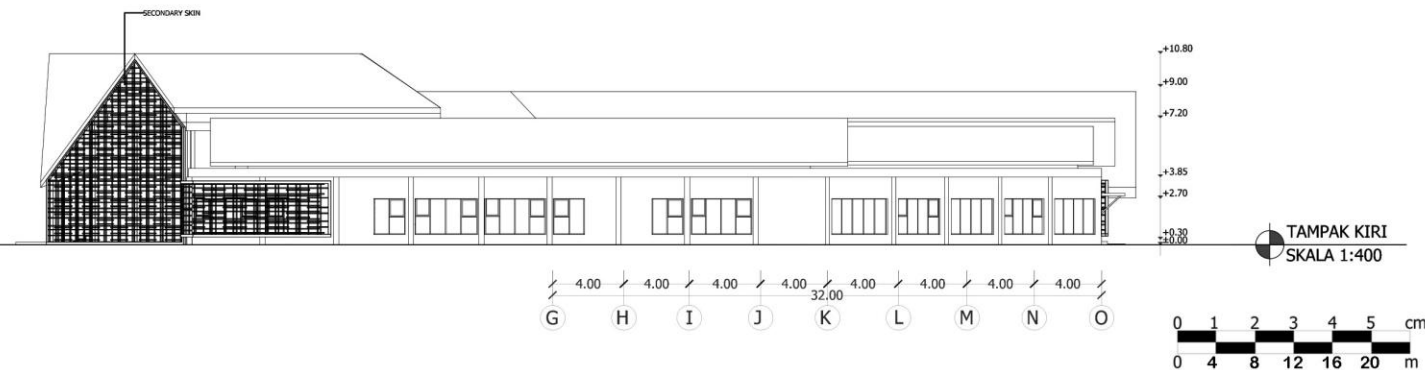 SECONDARY SKIN
+10.80
+9.00
+7.20
+3.85
+2.70
+0.30
±0.00
TAMPAK KIRI
SKALA 1:400
4.00 4.00 4.00 4.00 4.00 4.00 4.00 4.00
32.00
G H I J K L M N O
0 1 2 3 4 5 cm
0 4 8 12 16 20 m